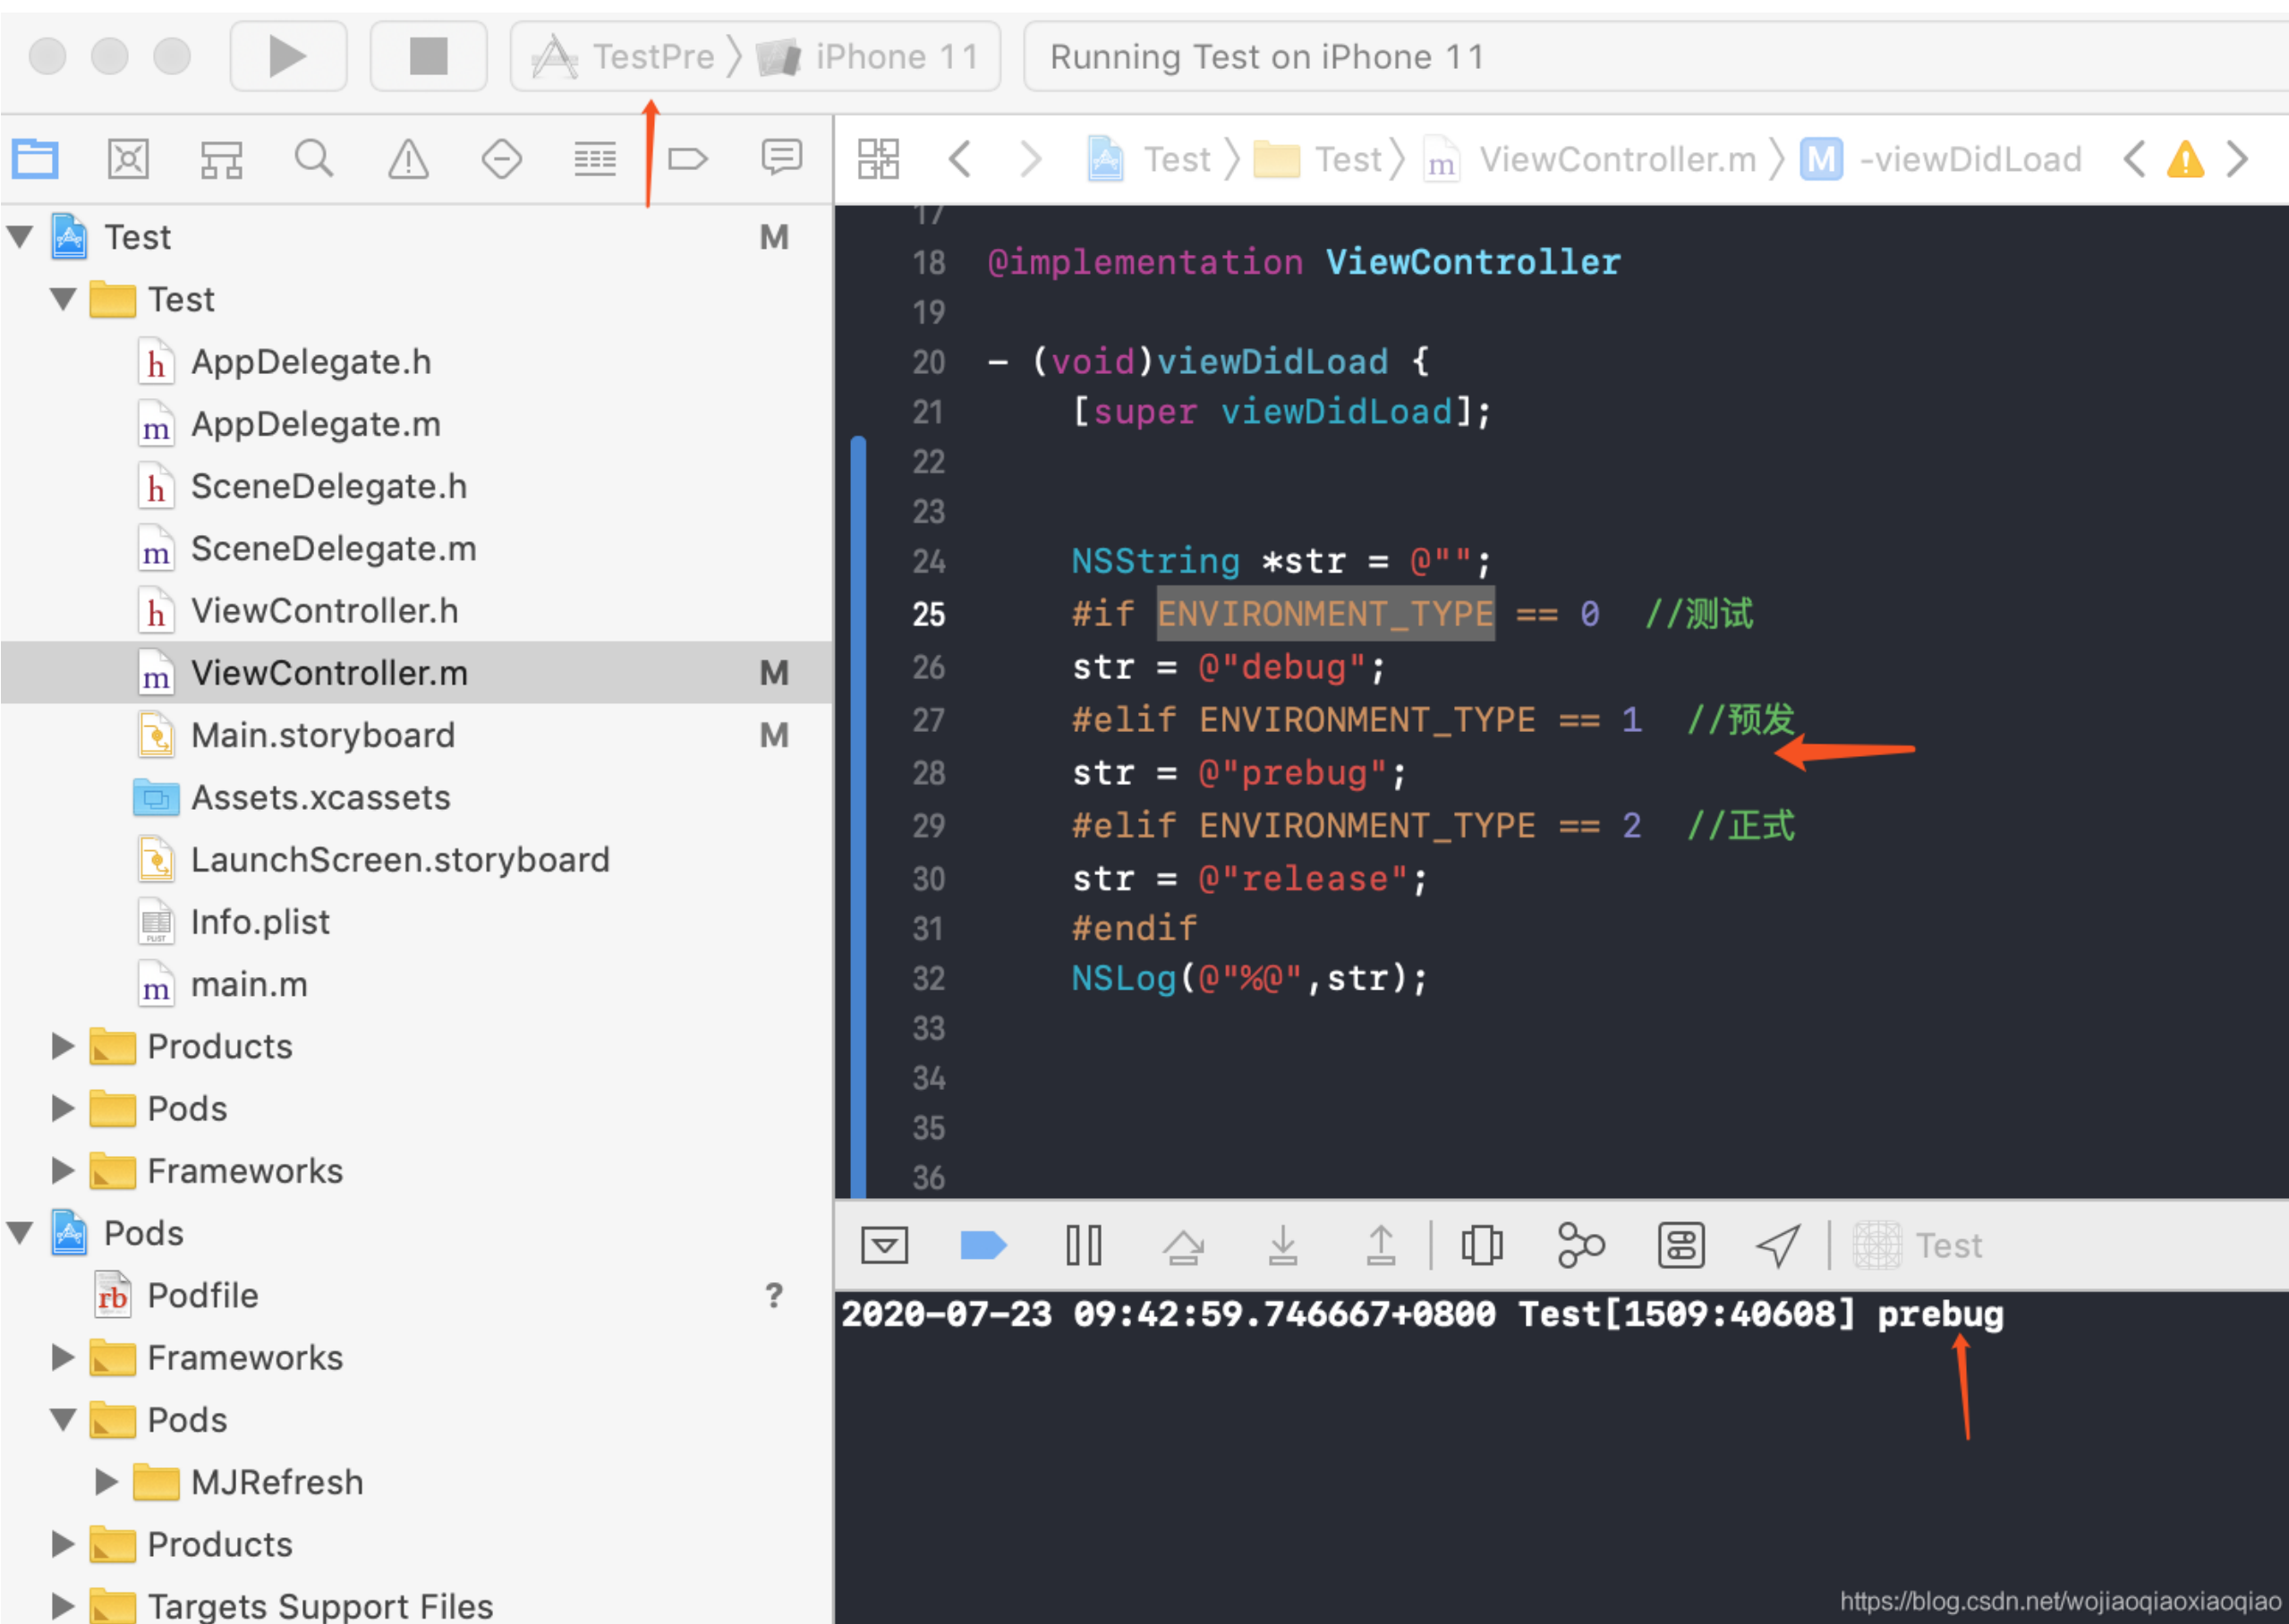 TestPre 〉 iPhone 11
Running Test on iPhone 11
Test 〉 Test 〉 m ViewController.m 〉 M -viewDidLoad
Test M
Test
h AppDelegate.h
m AppDelegate.m
h SceneDelegate.h
m SceneDelegate.m
h ViewController.h
m ViewController.m M
Main.storyboard M
Assets.xcassets
LaunchScreen.storyboard
PLIST Info.plist
m main.m
Products
Pods
Frameworks
Pods
rb Podfile ?
Frameworks
Pods
MJRefresh
Products
Targets Support Files
17
18 @implementation ViewController
19
20 - (void)viewDidLoad {
21 [super viewDidLoad];
22
23
24 NSString *str = @"";
25 #if ENVIRONMENT_TYPE == 0 //测试
26 str = @"debug";
27 #elif ENVIRONMENT_TYPE == 1 //预发
28 str = @"prebug";
29 #elif ENVIRONMENT_TYPE == 2 //正式
30 str = @"release";
31 #endif
32 NSLog(@"%@",str);
33
34
35
36
Test
2020-07-23 09:42:59.746667+0800 Test[1509:40608] prebug
https://blog.csdn.net/wojiaoqiaoxiaoqiao